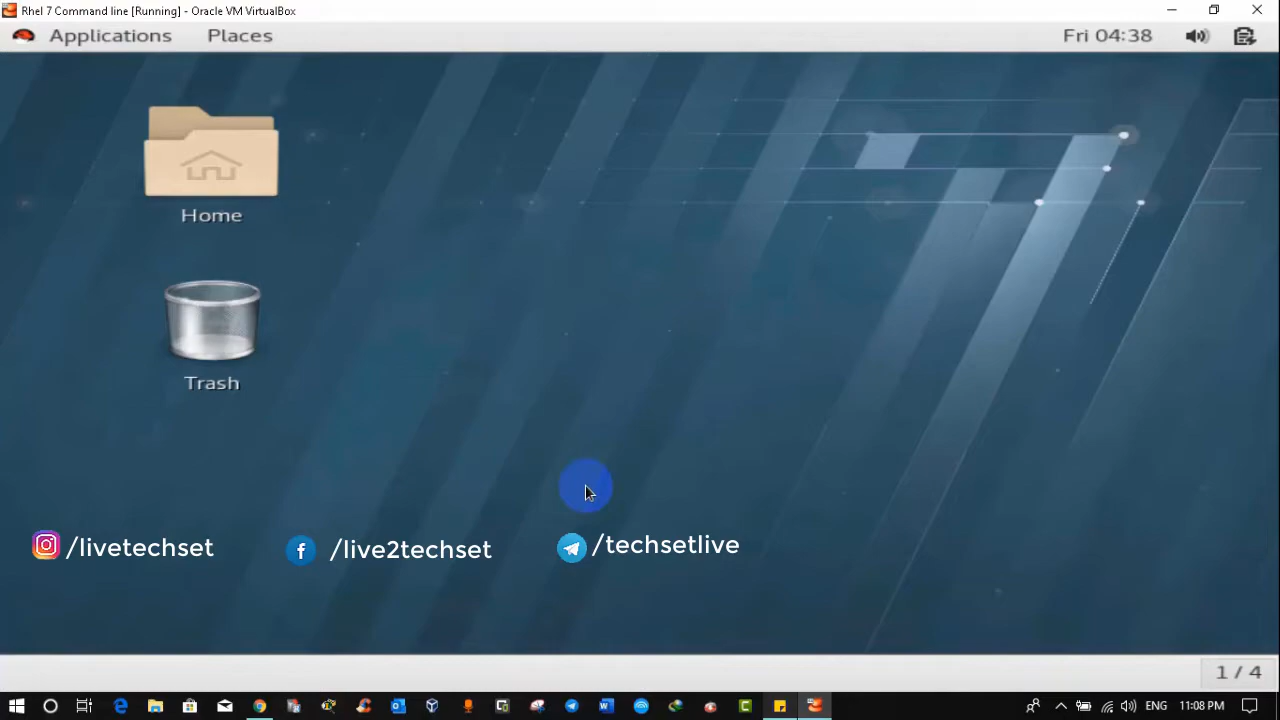 Rhel 7 Command line [Running] - Oracle VM VirtualBox
Applications Places Fri 04:38
Home
Trash
/livetechset /live2techset /techsetlive
1 / 4
ENG 11:08 PM